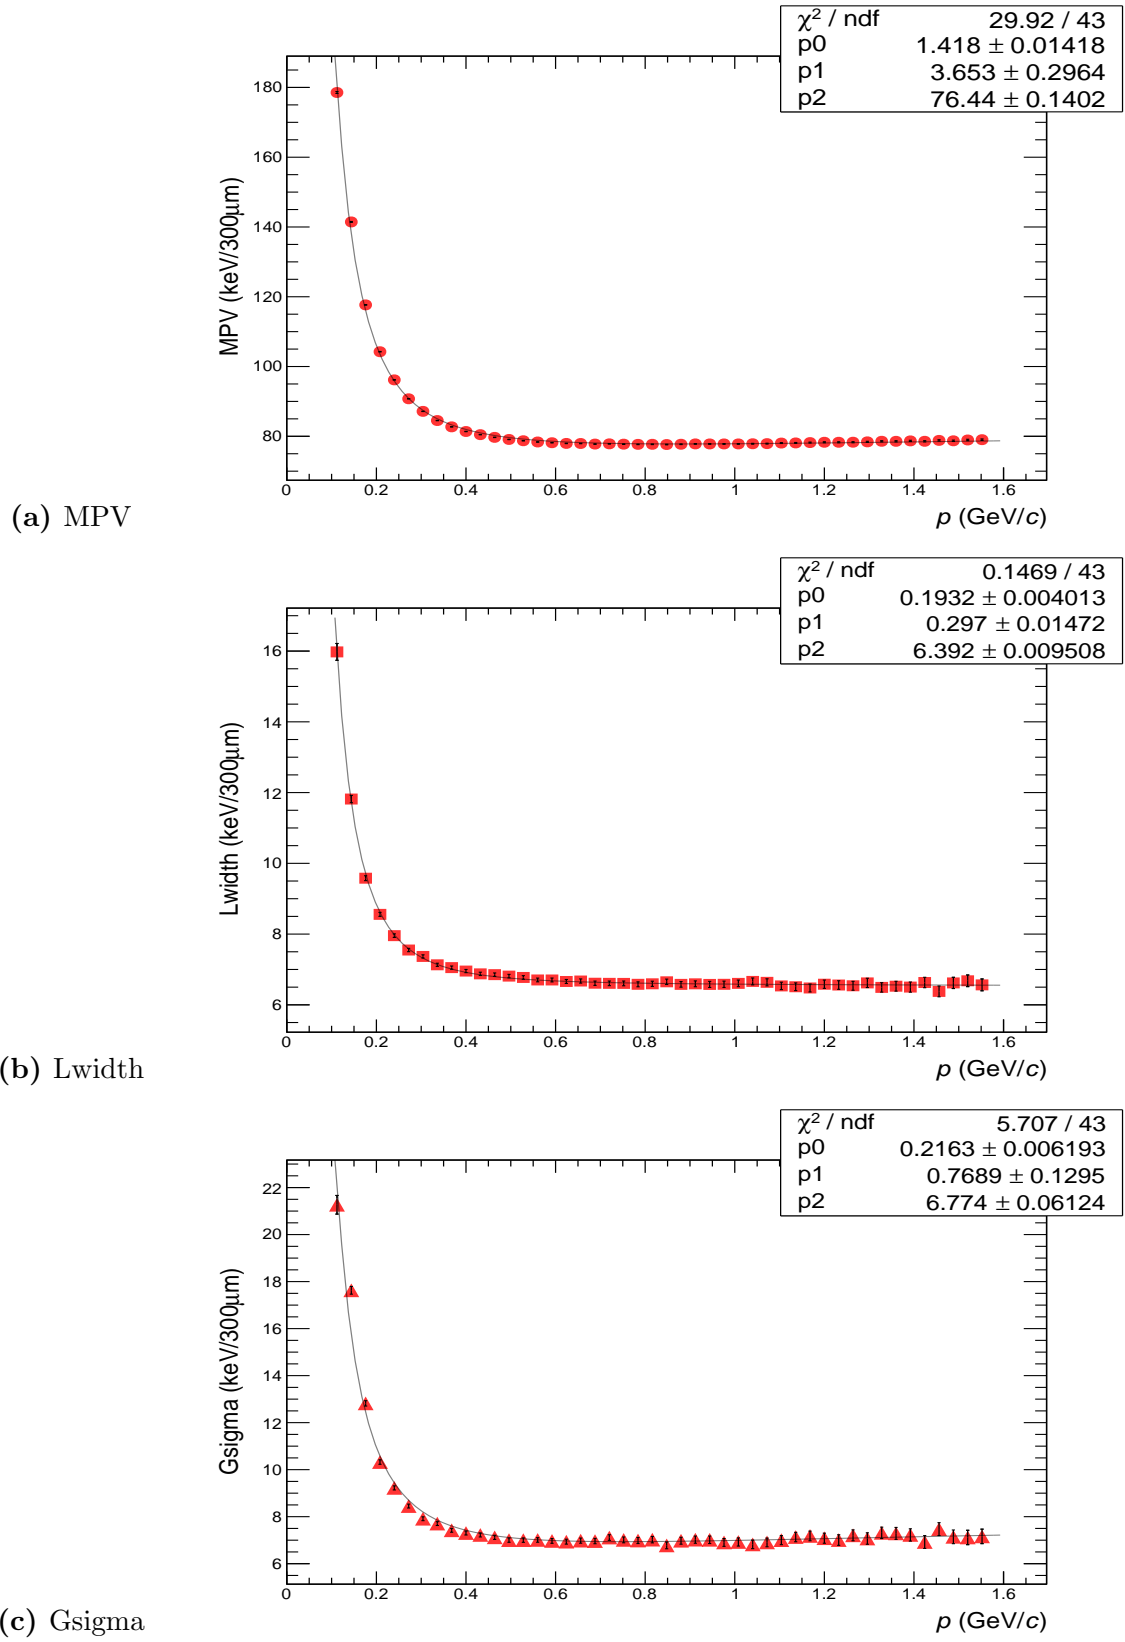 χ² / ndf 29.92 / 43
p0 1.418 ± 0.01418
p1 3.653 ± 0.2964
p2 76.44 ± 0.1402
MPV (keV/300μm)
180
160
140
120
100
80
0 0.2 0.4 0.6 0.8 1 1.2 1.4 1.6
p (GeV/c)
(a) MPV
χ² / ndf 0.1469 / 43
p0 0.1932 ± 0.004013
p1 0.297 ± 0.01472
p2 6.392 ± 0.009508
Lwidth (keV/300μm)
16
14
12
10
8
6
0 0.2 0.4 0.6 0.8 1 1.2 1.4 1.6
p (GeV/c)
(b) Lwidth
χ² / ndf 5.707 / 43
p0 0.2163 ± 0.006193
p1 0.7689 ± 0.1295
p2 6.774 ± 0.06124
Gsigma (keV/300μm)
22
20
18
16
14
12
10
8
6
0 0.2 0.4 0.6 0.8 1 1.2 1.4 1.6
p (GeV/c)
(c) Gsigma